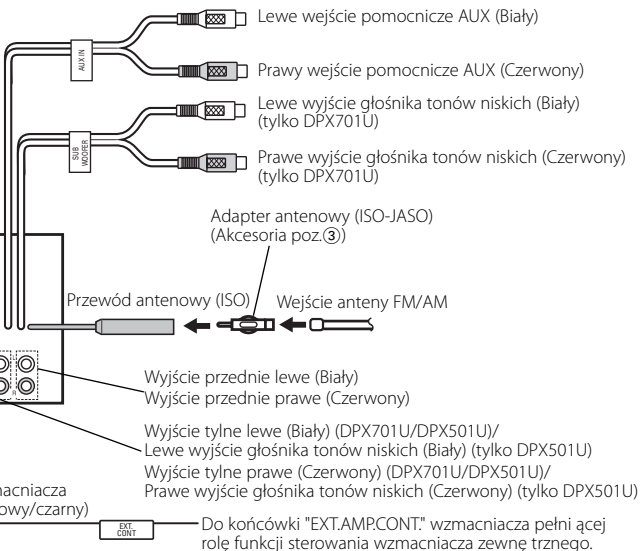 Lewe wejście pomocnicze AUX (Biały)
AUX IN
Prawy wejście pomocnicze AUX (Czerwony)
Lewe wyjście głośnika tonów niskich (Biały)
(tylko DPX701U)
SUB
WOOFER
Prawe wyjście głośnika tonów niskich (Czerwony)
(tylko DPX701U)
Adapter antenowy (ISO-JASO)
(Akcesoria poz.③)
Przewód antenowy (ISO)
Wejście anteny FM/AM
Wyjście przednie lewe (Biały)
Wyjście przednie prawe (Czerwony)
Wyjście tylne lewe (Biały) (DPX701U/DPX501U)/
Lewe wyjście głośnika tonów niskich (Biały) (tylko DPX501U)
Wyjście tylne prawe (Czerwony) (DPX701U/DPX501U)/
Prawe wyjście głośnika tonów niskich (Czerwony) (tylko DPX501U)
nacniacza
owy/czarny)
EXT.
CONT
Do końcówki "EXT.AMP.CONT." wzmacniacza pełni ącej
rolę funkcji sterowania wzmacniacza zewnę trznego.